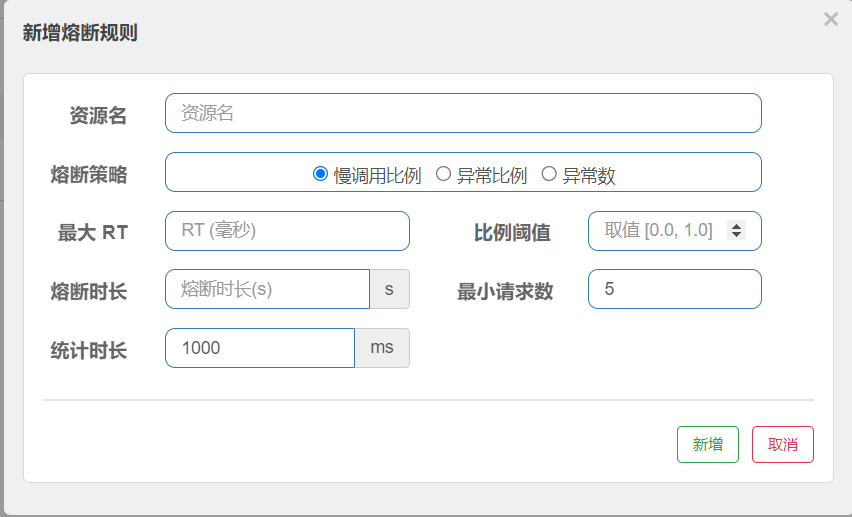 新增熔断规则
×
资源名 资源名
熔断策略 慢调用比例 异常比例 异常数
最大 RT RT (毫秒) 比例阈值 取值 [0.0, 1.0]
熔断时长 熔断时长(s) s 最小请求数 5
统计时长 1000 ms
新增 取消